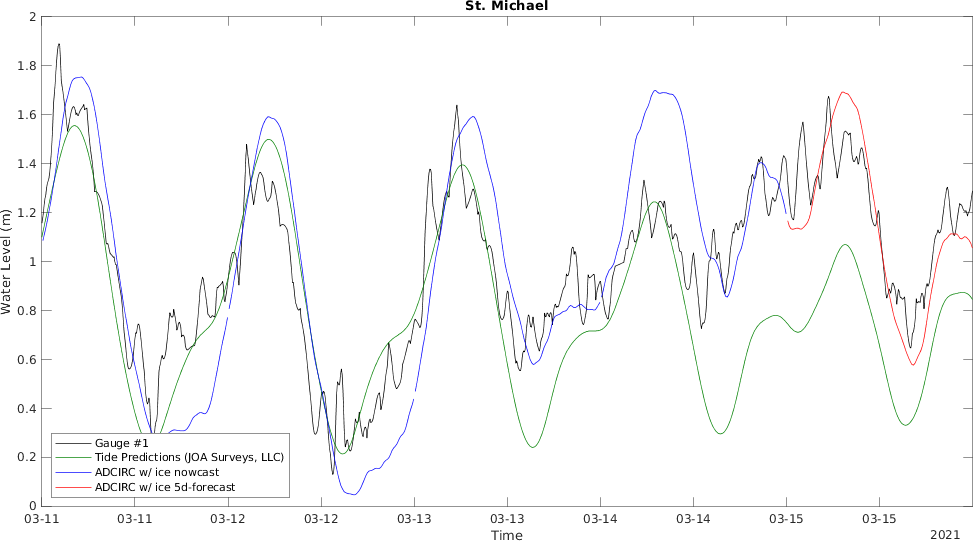 St. Michael
Water Level (m)
2
1.8
1.6
1.4
1.2
1
0.8
0.6
0.4
0.2
0
Gauge #1
Tide Predictions (JOA Surveys, LLC)
ADCIRC w/ ice nowcast
ADCIRC w/ ice 5d-forecast
03-11 03-11 03-12 03-12 03-13 03-13 03-14 03-14 03-15 03-15
Time
2021